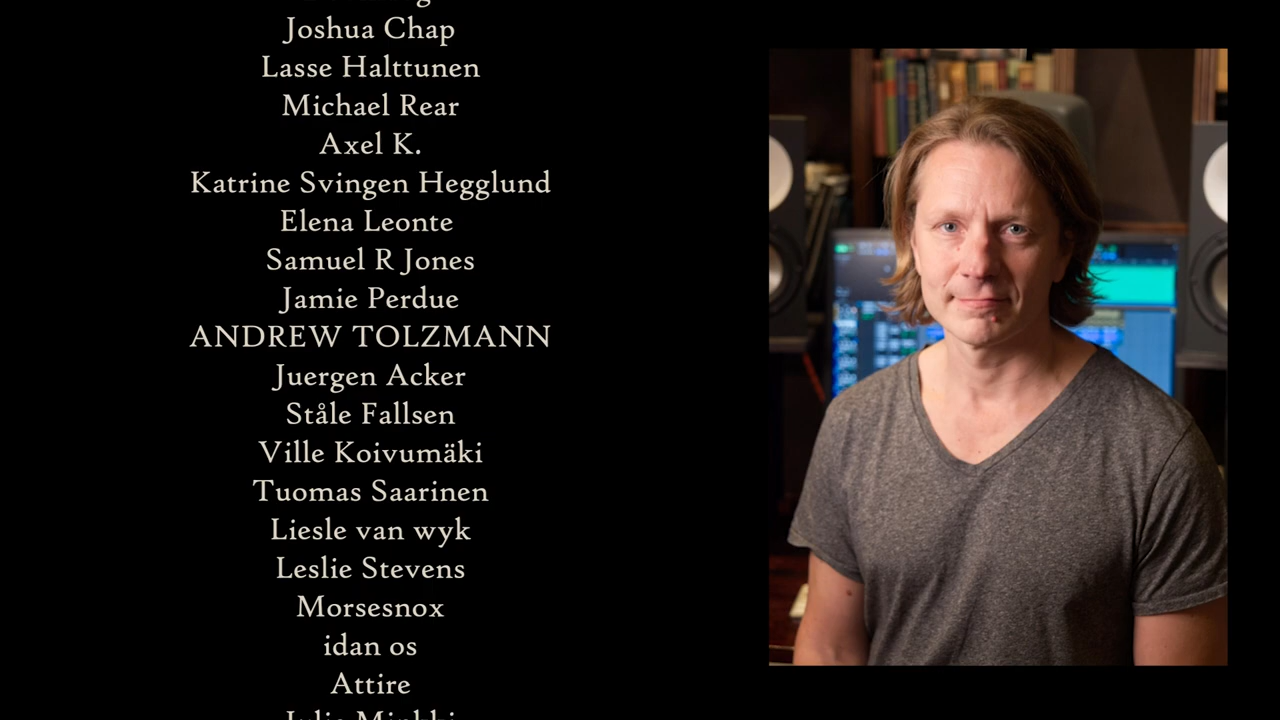 Joshua Chap
Lasse Halttunen
Michael Rear
Axel K.
Katrine Svingen Hegglund
Elena Leonte
Samuel R Jones
Jamie Perdue
ANDREW TOLZMANN
Juergen Acker
Ståle Fallsen
Ville Koivumäki
Tuomas Saarinen
Liesle van wyk
Leslie Stevens
Morsesnox
idan os
Attire